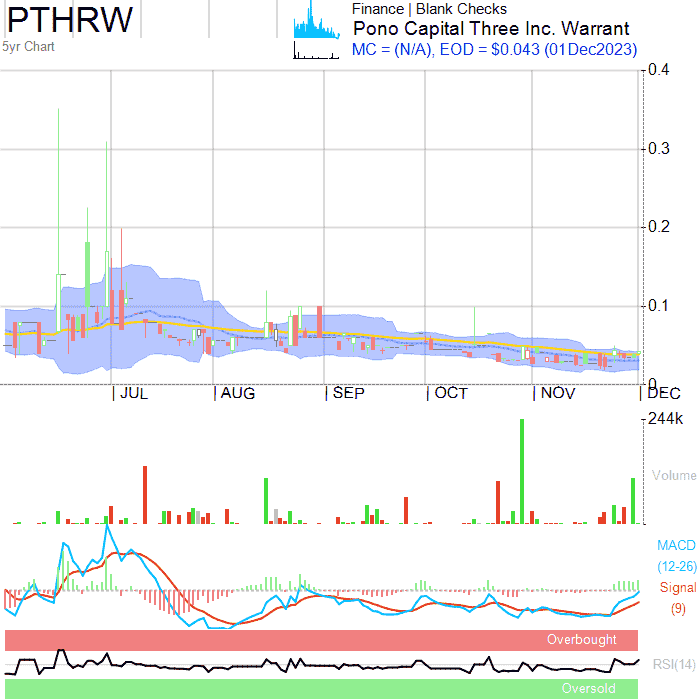 PTHRW
5yr Chart
Finance | Blank Checks
Pono Capital Three Inc. Warrant
MC = (N/A), EOD = $0.043 (01Dec2023)
0.4
0.3
0.2
0.1
0
| JUL | AUG | SEP | OCT | NOV | DEC
244k
Volume
MACD
(12-26)
Signal
(9)
Overbought
RSI(14)
Oversold